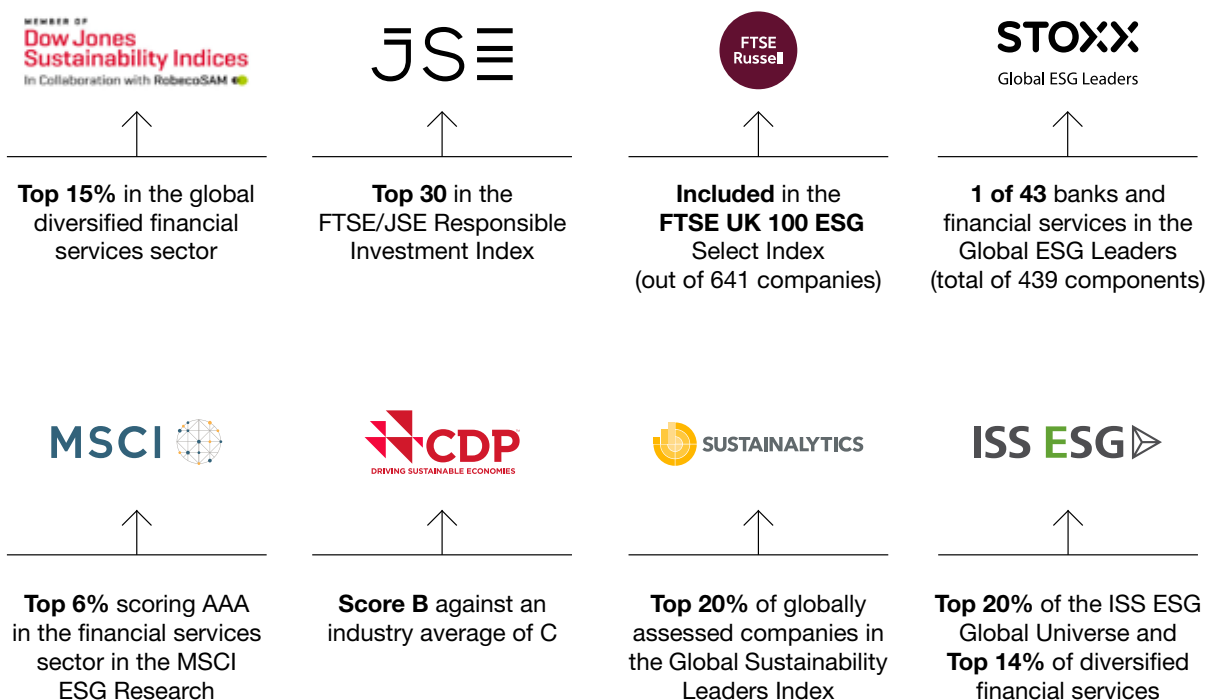 MEMBER OF
Dow Jones
Sustainability Indices
In Collaboration with RobecoSAM
JSE
FTSE
Russell
STOXX
Global ESG Leaders
Top 15% in the global
diversified financial
services sector
Top 30 in the
FTSE/JSE Responsible
Investment Index
Included in the
FTSE UK 100 ESG
Select Index
(out of 641 companies)
1 of 43 banks and
financial services in the
Global ESG Leaders
(total of 439 components)
MSCI
CDP
DRIVING SUSTAINABLE ECONOMIES
SUSTAINALYTICS
ISS ESG
Top 6% scoring AAA
in the financial services
sector in the MSCI
ESG Research
Score B against an
industry average of C
Top 20% of globally
assessed companies in
the Global Sustainability
Leaders Index
Top 20% of the ISS ESG
Global Universe and
Top 14% of diversified
financial services